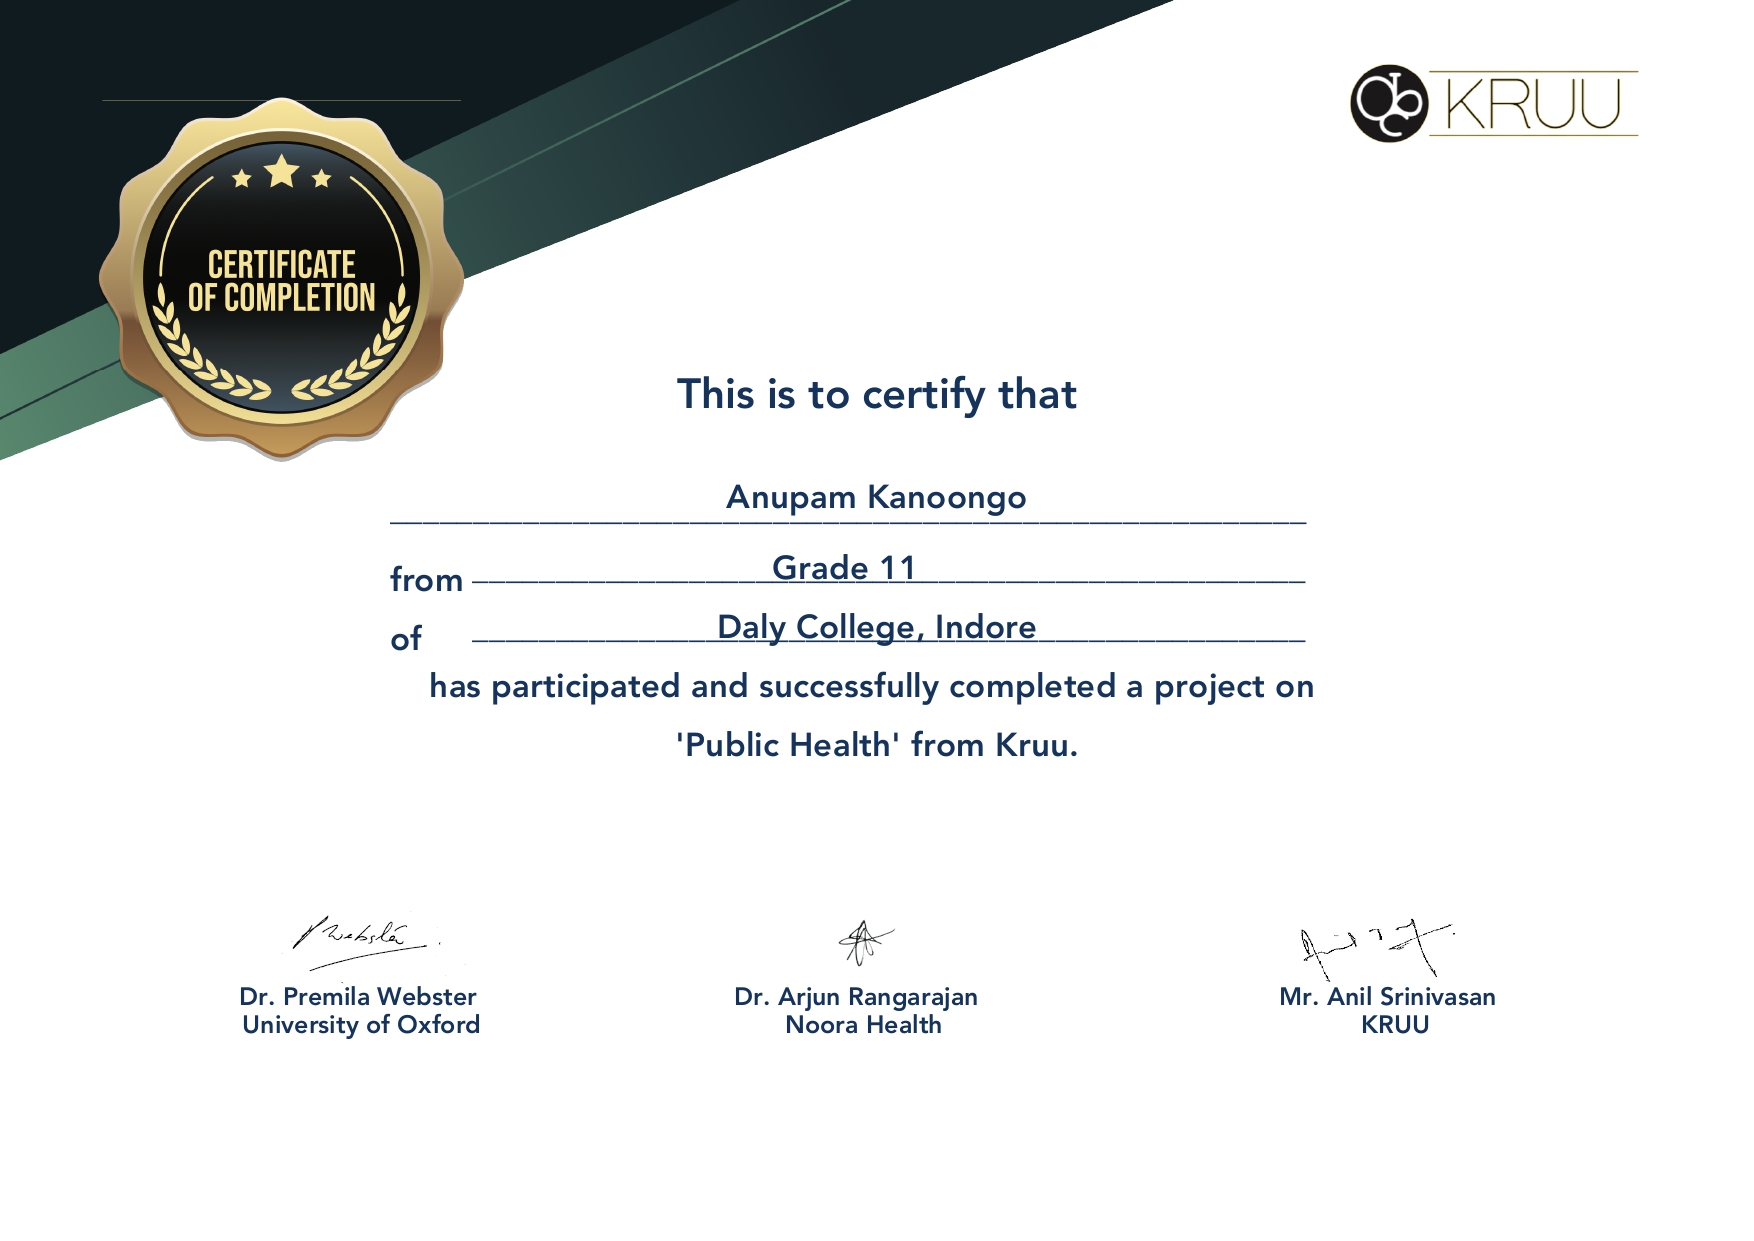 KRUU
CERTIFICATE
OF COMPLETION
This is to certify that
Anupam Kanoongo
from Grade 11
of Daly College, Indore
has participated and successfully completed a project on
'Public Health' from Kruu.
Webster
Dr. Premila Webster
University of Oxford
Dr. Arjun Rangarajan
Noora Health
Mr. Anil Srinivasan
KRUU